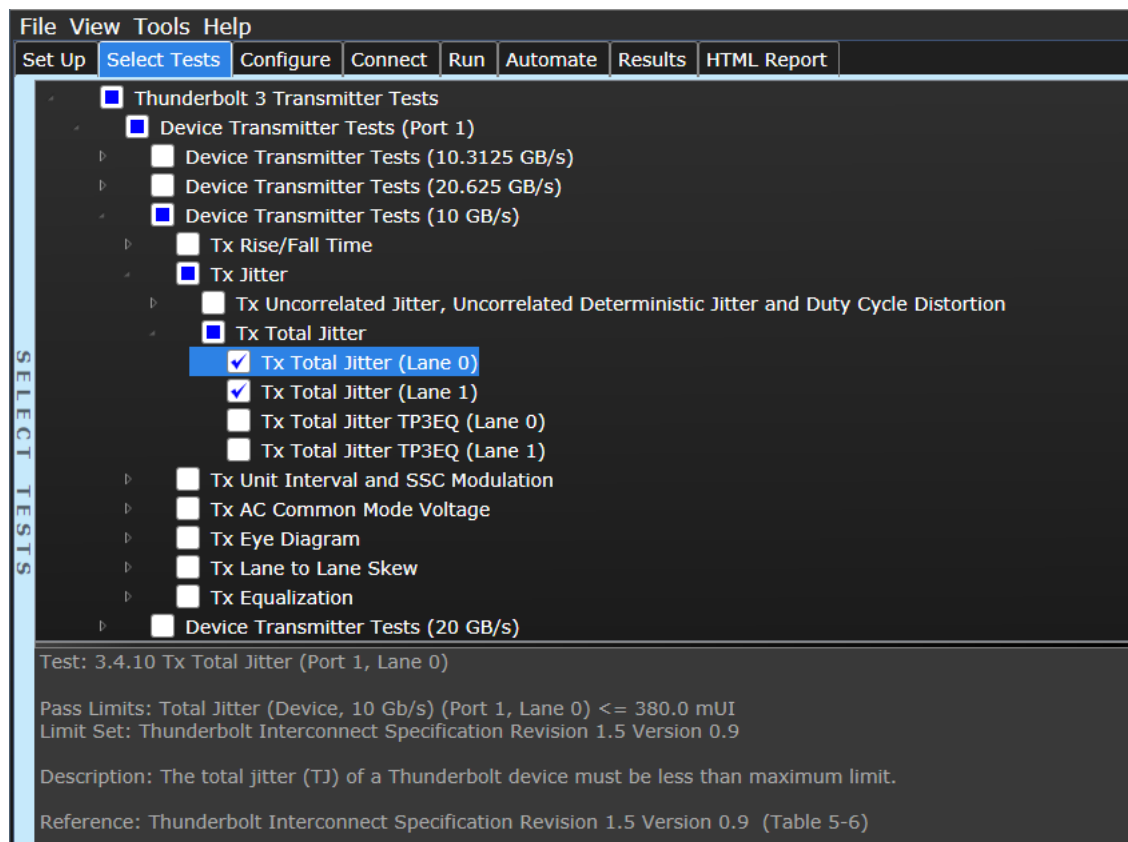 File View Tools Help
Set Up Select Tests Configure Connect Run Automate Results HTML Report
Thunderbolt 3 Transmitter Tests
Device Transmitter Tests (Port 1)
Device Transmitter Tests (10.3125 GB/s)
Device Transmitter Tests (20.625 GB/s)
Device Transmitter Tests (10 GB/s)
Tx Rise/Fall Time
Tx Jitter
Tx Uncorrelated Jitter, Uncorrelated Deterministic Jitter and Duty Cycle Distortion
Tx Total Jitter
Tx Total Jitter (Lane 0)
Tx Total Jitter (Lane 1)
Tx Total Jitter TP3EQ (Lane 0)
Tx Total Jitter TP3EQ (Lane 1)
Tx Unit Interval and SSC Modulation
Tx AC Common Mode Voltage
Tx Eye Diagram
Tx Lane to Lane Skew
Tx Equalization
Device Transmitter Tests (20 GB/s)
SELECT TESTS
Test: 3.4.10 Tx Total Jitter (Port 1, Lane 0)
Pass Limits: Total Jitter (Device, 10 Gb/s) (Port 1, Lane 0) <= 380.0 mUI
Limit Set: Thunderbolt Interconnect Specification Revision 1.5 Version 0.9
Description: The total jitter (TJ) of a Thunderbolt device must be less than maximum limit.
Reference: Thunderbolt Interconnect Specification Revision 1.5 Version 0.9 (Table 5-6)